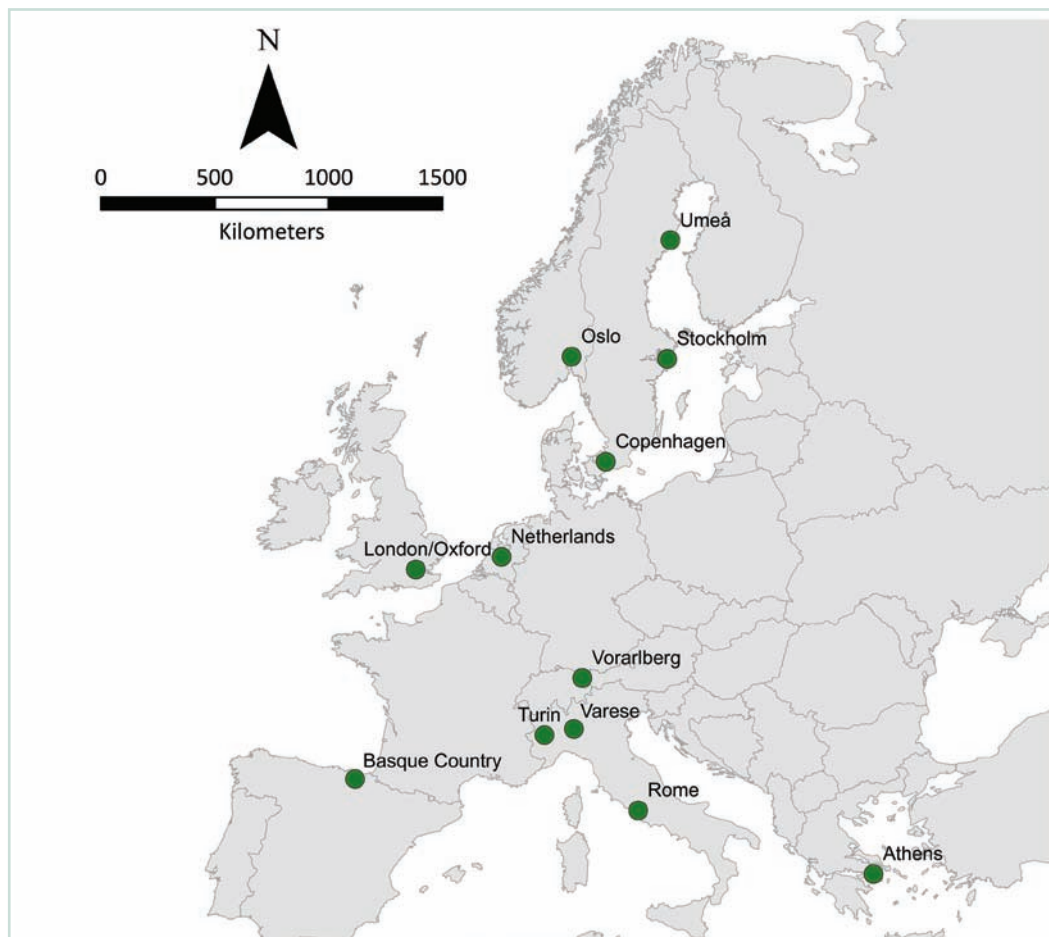 N
0 500 1000 1500
Kilometers
Umeå
Oslo
Stockholm
Copenhagen
Netherlands
London/Oxford
Vorarlberg
Turin
Varese
Basque Country
Rome
Athens